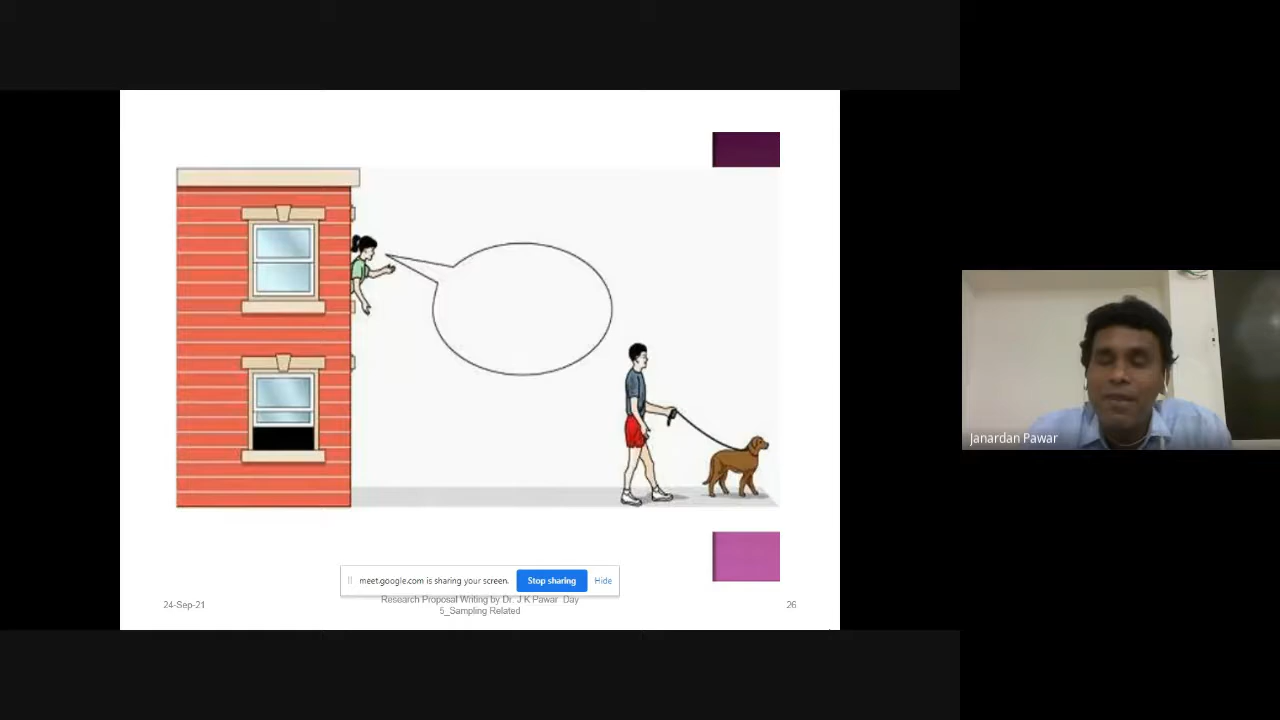 Janardan Pawar
meet.google.com is sharing your screen.
Stop sharing
Hide
24-Sep-21
Research Proposal Writing by Dr. J K Pawar Day
5_Sampling Related
26